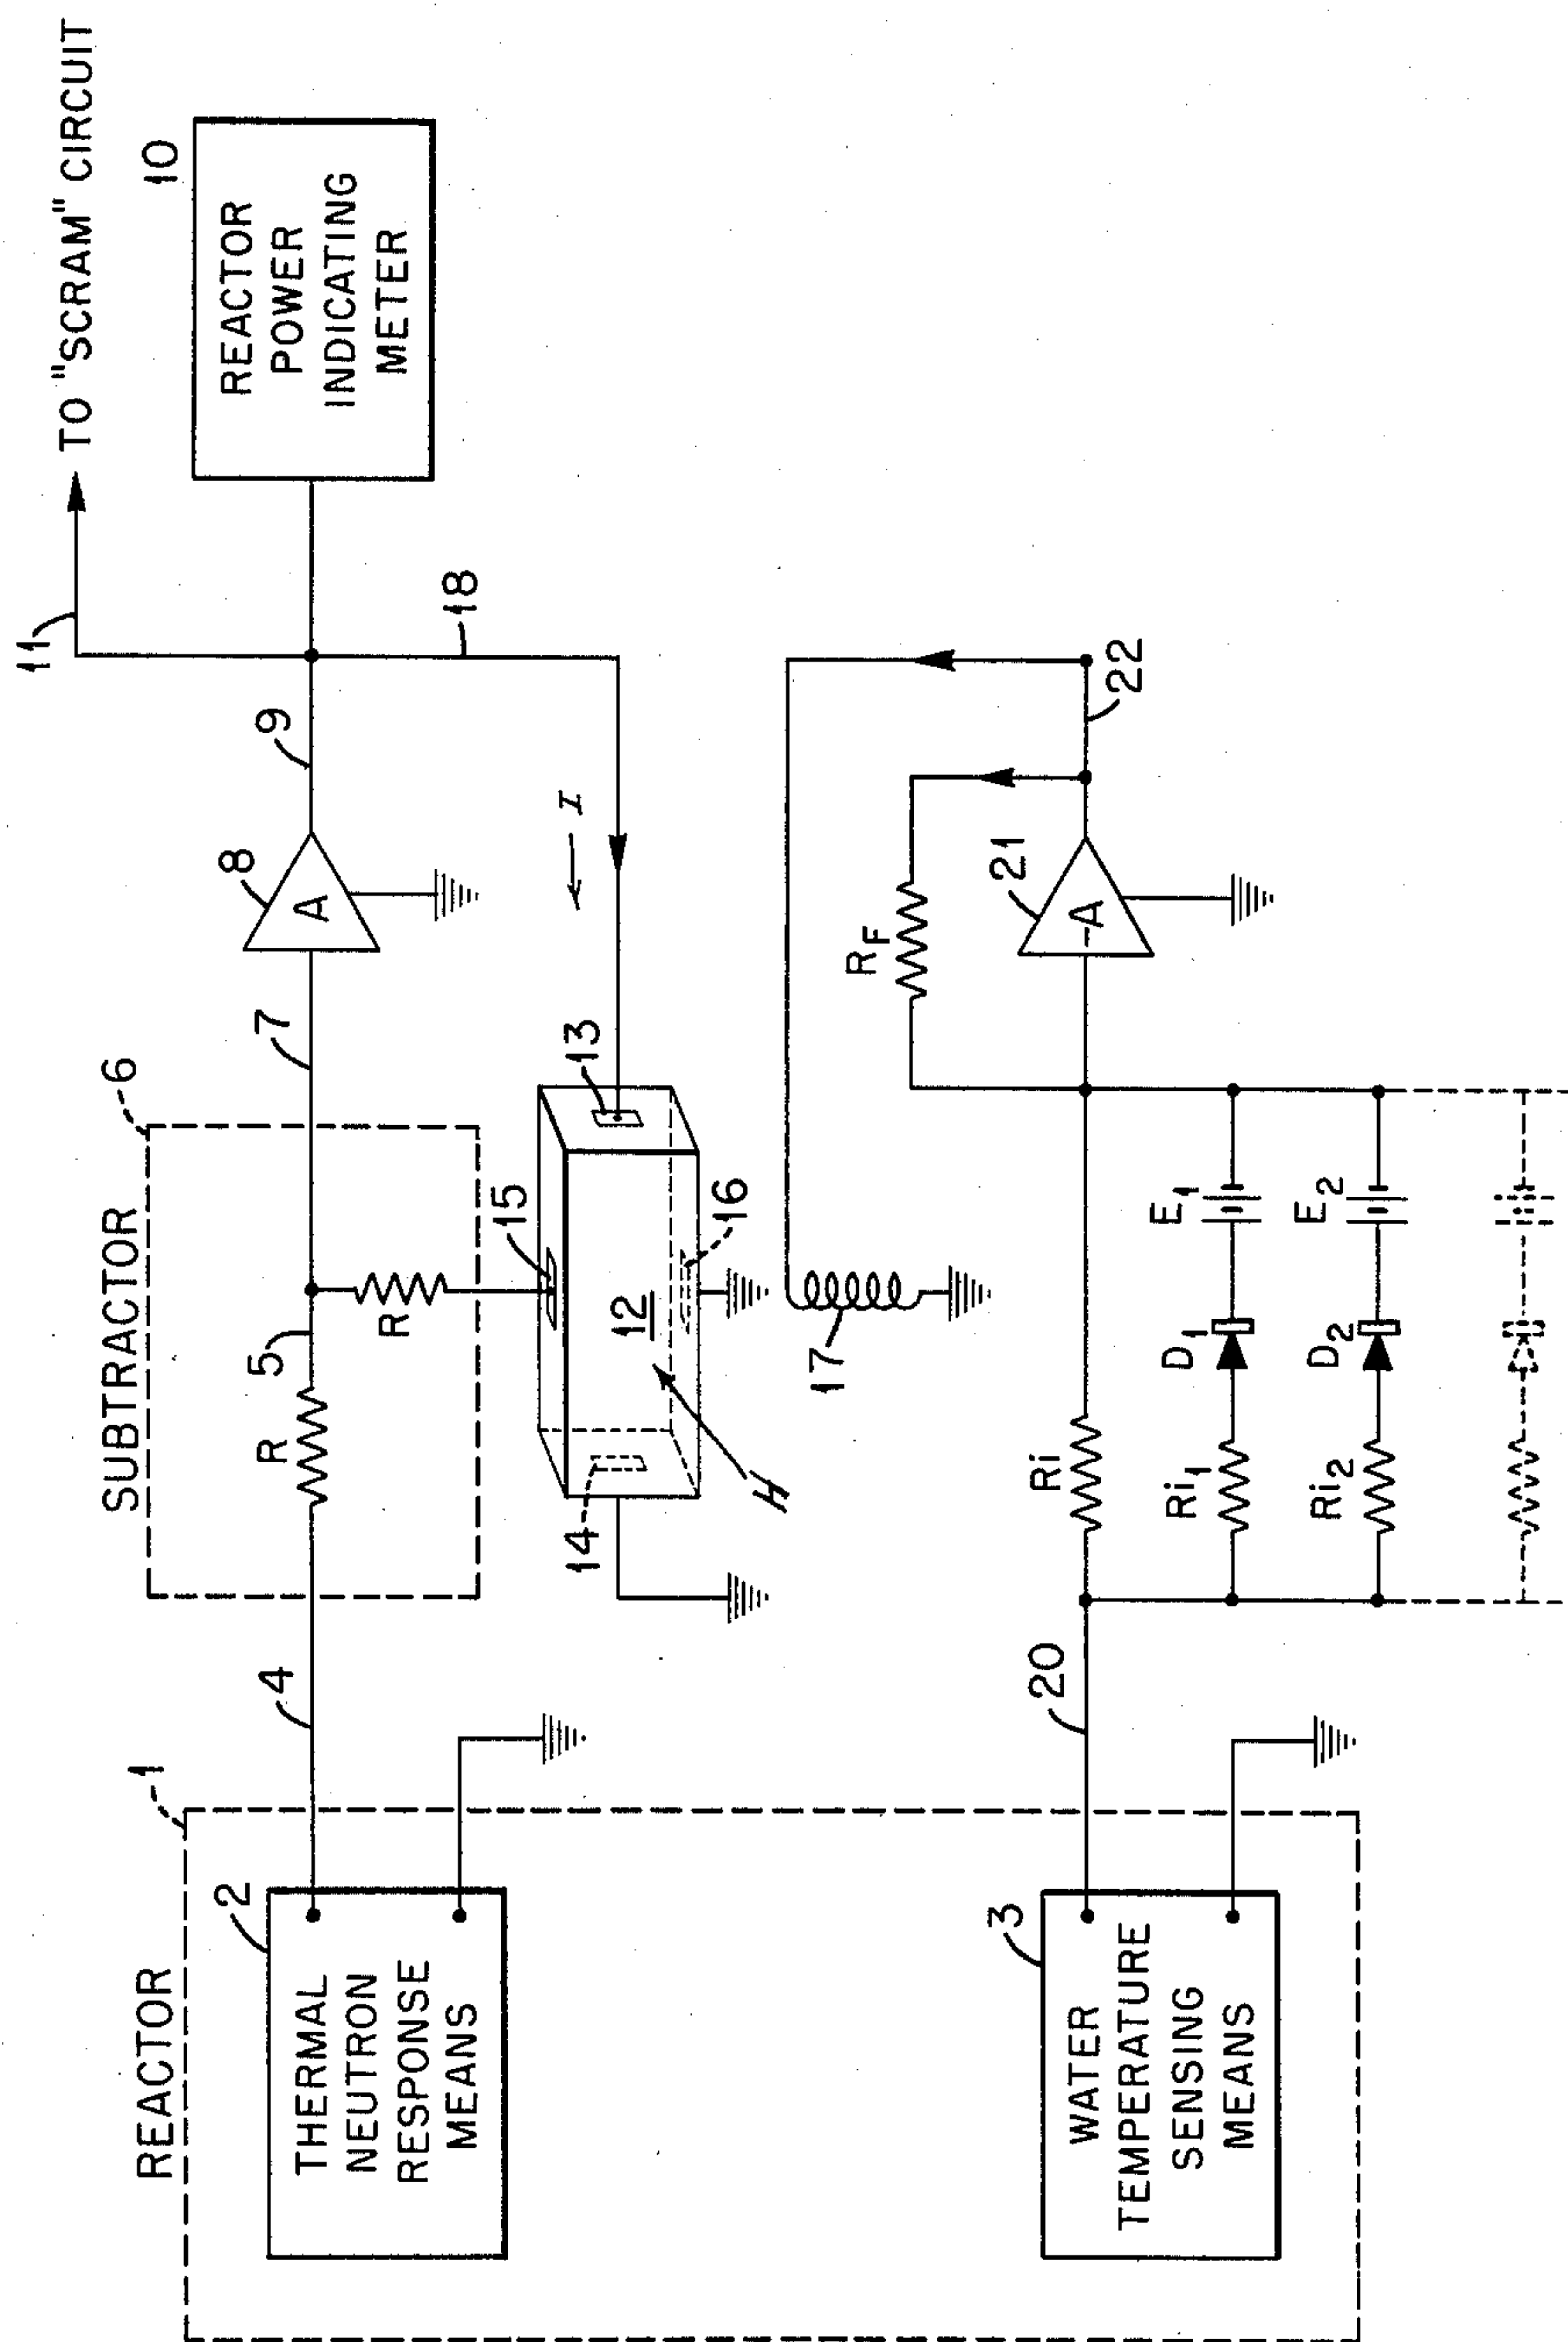 REACTOR
1
2
THERMAL
NEUTRON
RESPONSE
MEANS
3
WATER
TEMPERATURE
SENSING
MEANS
4
SUBTRACTOR
6
R
5
R
7
8
A
9
11
TO "SCRAM" CIRCUIT
10
REACTOR
POWER
INDICATING
METER
18
I
13
14
15
16
12
H
17
20
Ri
Ri1
D1
E1
Ri2
D2
E2
RF
21
A
22